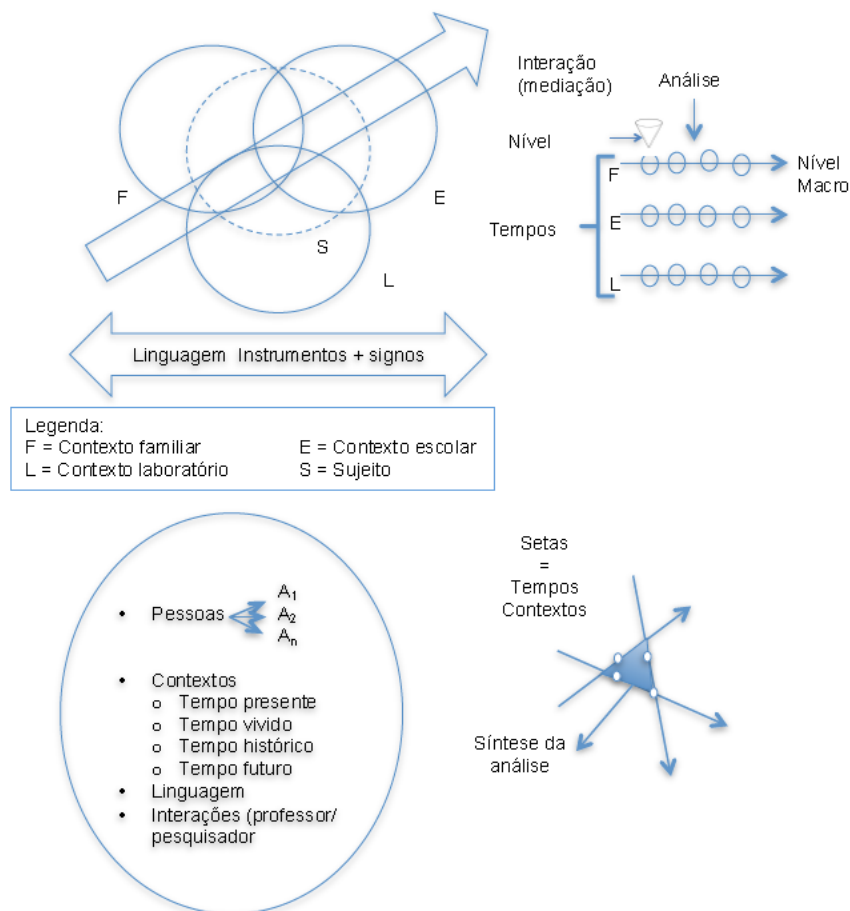 F
E
S
L
Interação
(mediação)
Análise
Nível
Nível
Macro
F
Tempos
E
L
Linguagem Instrumentos + signos
Legenda:
F = Contexto familiar E = Contexto escolar
L = Contexto laboratório S = Sujeito
• Pessoas
A1
A2
An
• Contextos
o Tempo presente
o Tempo vivido
o Tempo histórico
o Tempo futuro
• Linguagem
• Interações (professor/
pesquisador
Setas
=
Tempos
Contextos
Síntese da
análise